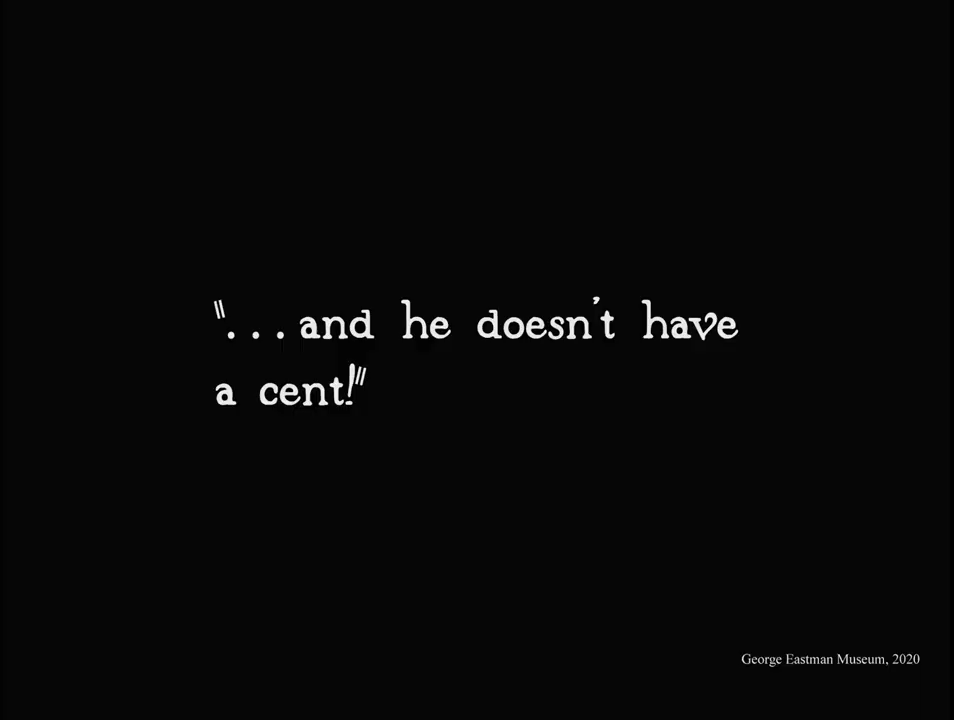 ". . . and he doesn't have
a cent!"
George Eastman Museum, 2020